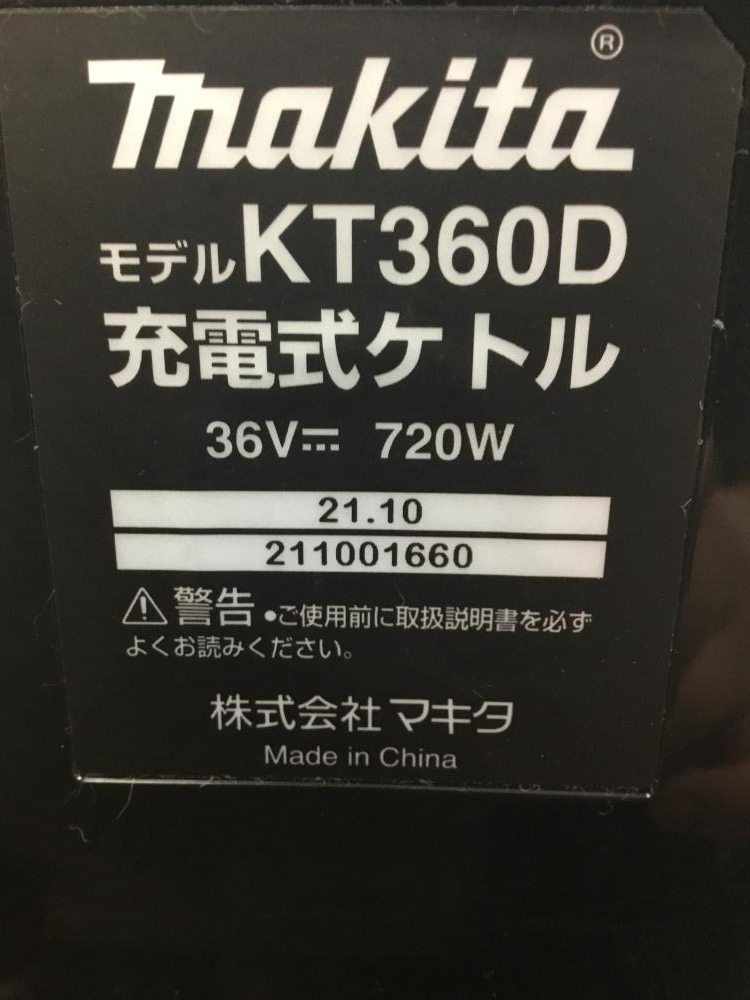 makita®
モデルKT360D
充電式ケトル
36V⎓ 720W
21.10
211001660
⚠警告 •ご使用前に取扱説明書を必ず
よくお読みください。
株式会社マキタ
Made in China